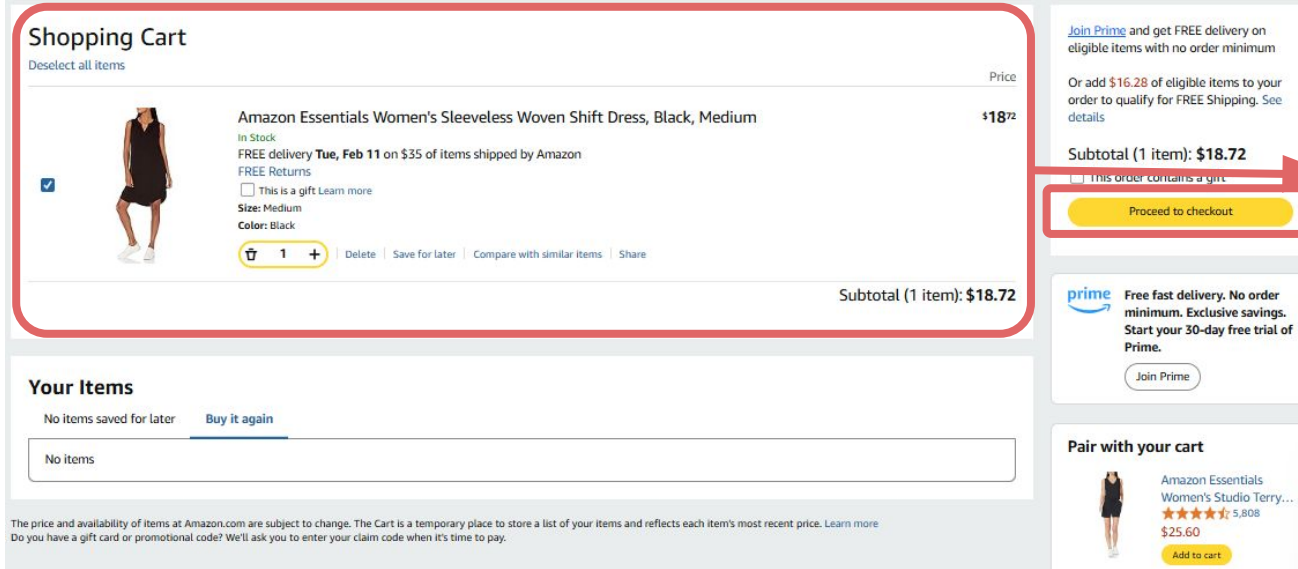 Shopping Cart
Deselect all items
Price
Amazon Essentials Women's Sleeveless Woven Shift Dress, Black, Medium
$18.72
In Stock
FREE delivery Tue, Feb 11 on $35 of items shipped by Amazon
FREE Returns
This is a gift Learn more
Size: Medium
Color: Black
1 + Delete Save for later Compare with similar items Share
Subtotal (1 item): $18.72
Your Items
No items saved for later Buy it again
No items
The price and availability of items at Amazon.com are subject to change. The Cart is a temporary place to store a list of your items and reflects each item's most recent price. Learn more
Do you have a gift card or promotional code? We'll ask you to enter your claim code when it's time to pay.
Join Prime and get FREE delivery on
eligible items with no order minimum
Or add $16.28 of eligible items to your
order to qualify for FREE Shipping. See
details
Subtotal (1 item): $18.72
This order contains a gift
Proceed to checkout
prime
Free fast delivery. No order
minimum. Exclusive savings.
Start your 30-day free trial of
Prime.
Join Prime
Pair with your cart
Amazon Essentials
Women's Studio Terry…
5,808
$25.60
Add to cart